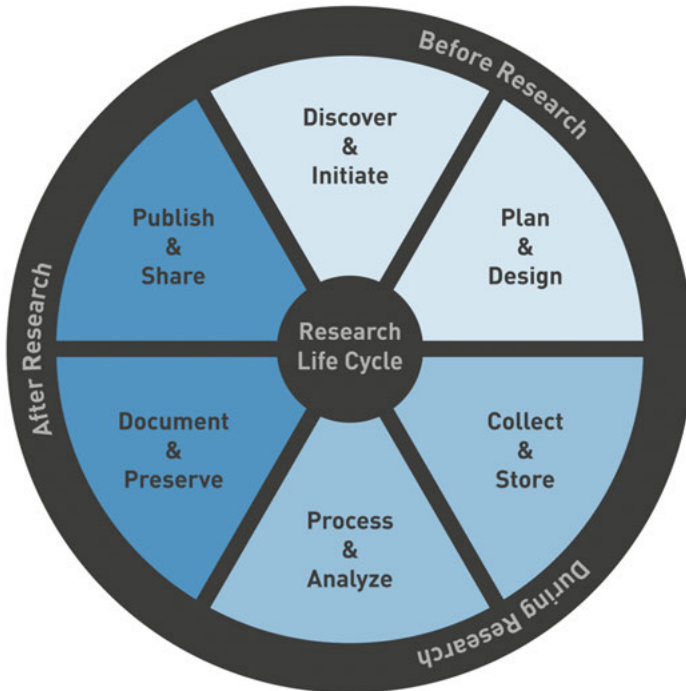 Before Research
Discover
&
Initiate
Plan
&
Design
Collect
&
Store
During Research
Process
&
Analyze
Document
&
Preserve
After Research
Publish
&
Share
Research
Life Cycle